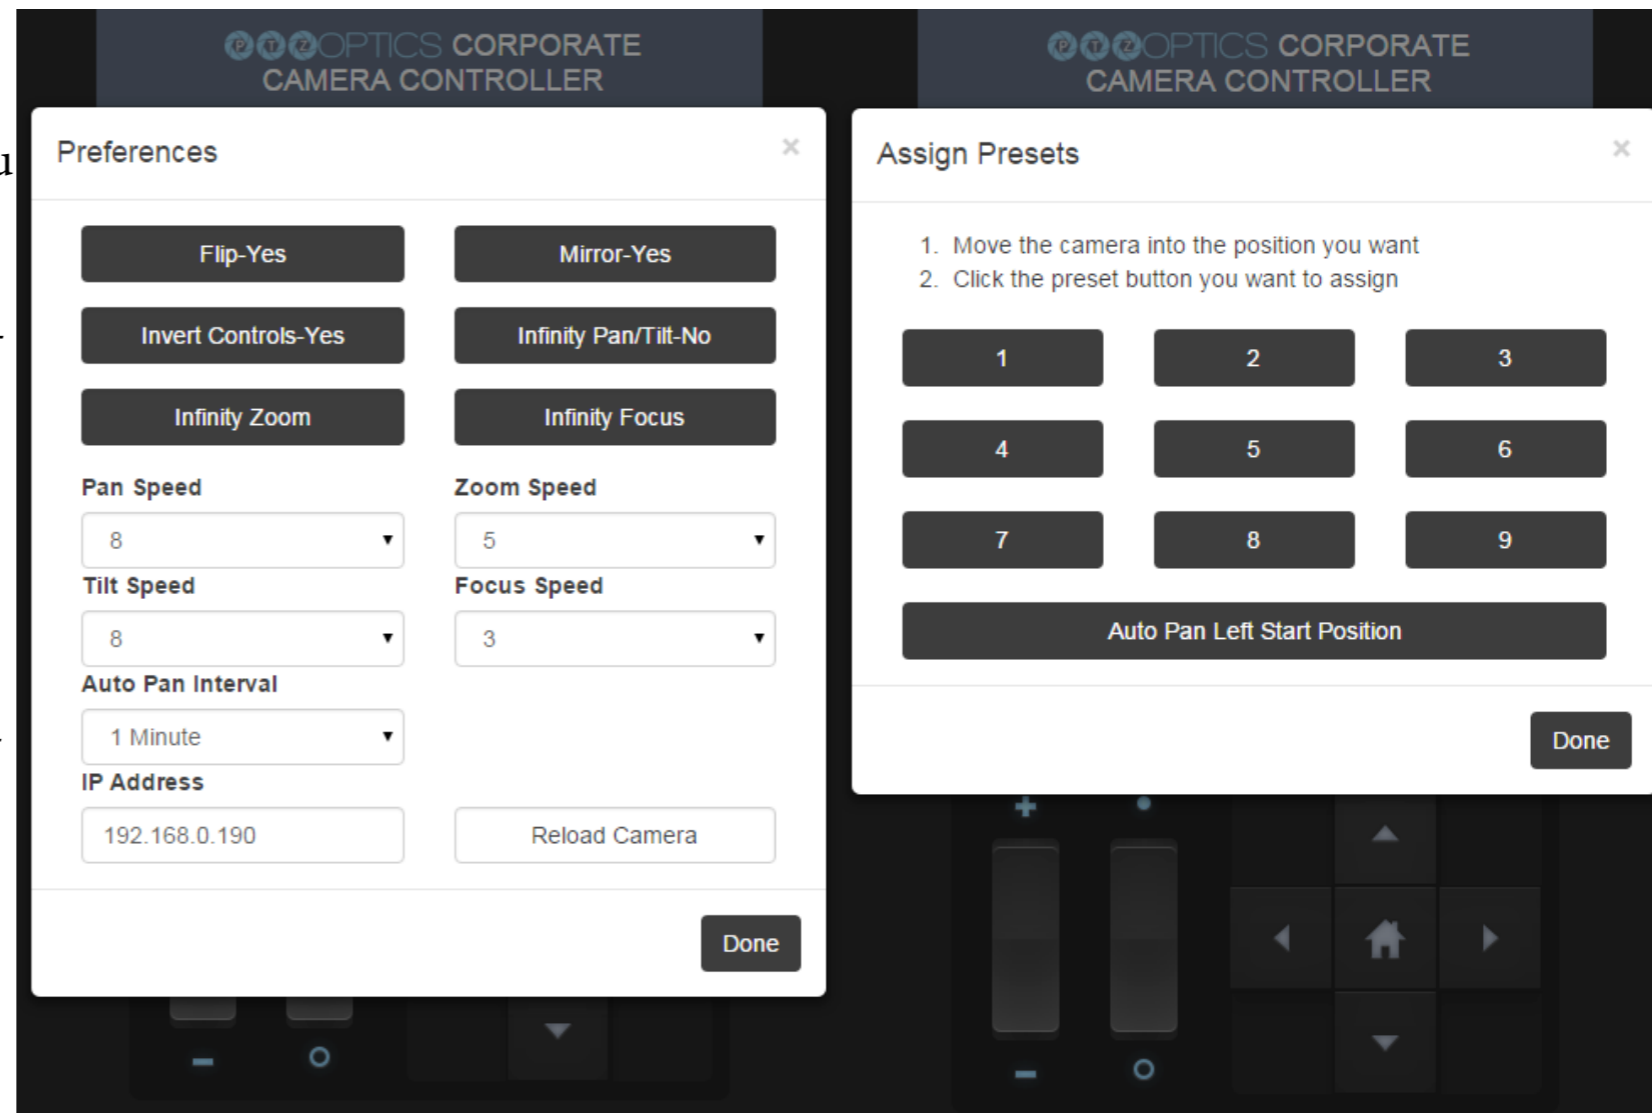 PTZOPTICS CORPORATE
CAMERA CONTROLLER
Preferences ×
Flip-Yes Mirror-Yes
Invert Controls-Yes Infinity Pan/Tilt-No
Infinity Zoom Infinity Focus
Pan Speed Zoom Speed
8 5
Tilt Speed Focus Speed
8 3
Auto Pan Interval
1 Minute
IP Address
192.168.0.190 Reload Camera
Done
PTZOPTICS CORPORATE
CAMERA CONTROLLER
Assign Presets ×
1. Move the camera into the position you want
2. Click the preset button you want to assign
1 2 3
4 5 6
7 8 9
Auto Pan Left Start Position
Done